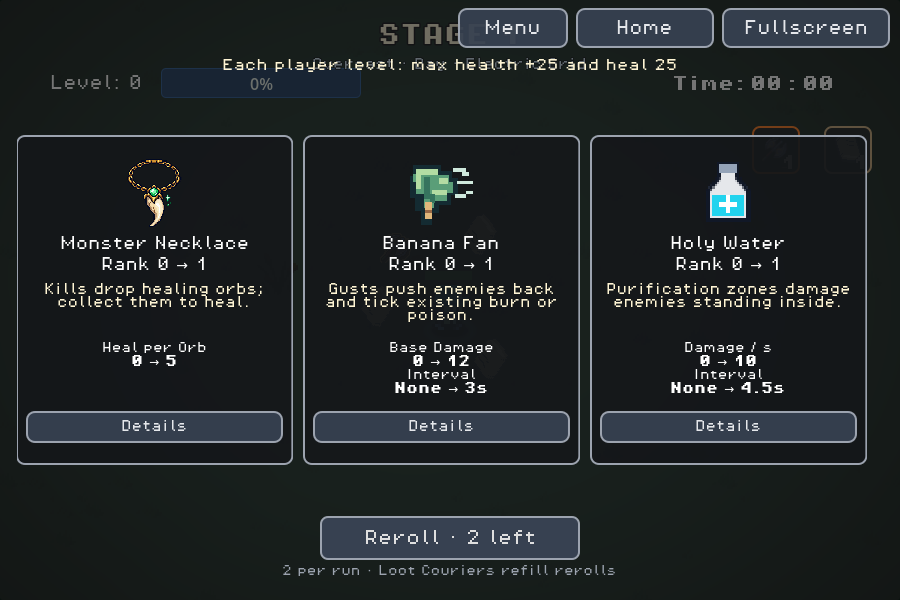 STAGE
Menu
Home
Fullscreen
Each player level: max health +25 and heal 25
Level: 0
0%
Time:00:00
Monster Necklace
Rank 0 → 1
Kills drop healing orbs;
collect them to heal.
Heal per Orb
0 → 5
Details
Banana Fan
Rank 0 → 1
Gusts push enemies back
and tick existing burn or
poison.
Base Damage
0 → 12
Interval
None → 3s
Details
Holy Water
Rank 0 → 1
Purification zones damage
enemies standing inside.
Damage / s
0 → 10
Interval
None → 4.5s
Details
Reroll · 2 left
2 per run · Loot Couriers refill rerolls